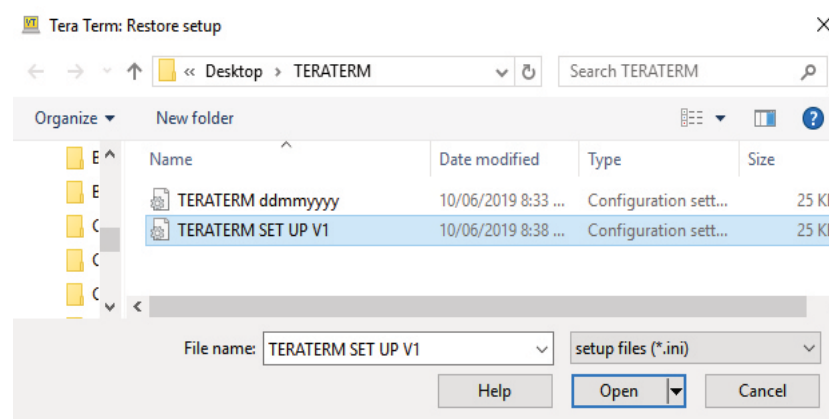 Tera Term: Restore setup
« Desktop > TERATERM
Search TERATERM
Organize
New folder
Name Date modified Type Size
TERATERM ddmmyyyy 10/06/2019 8:33 ... Configuration sett... 25 K
TERATERM SET UP V1 10/06/2019 8:38 ... Configuration sett... 25 K
File name: TERATERM SET UP V1 setup files (*.ini)
Help Open Cancel